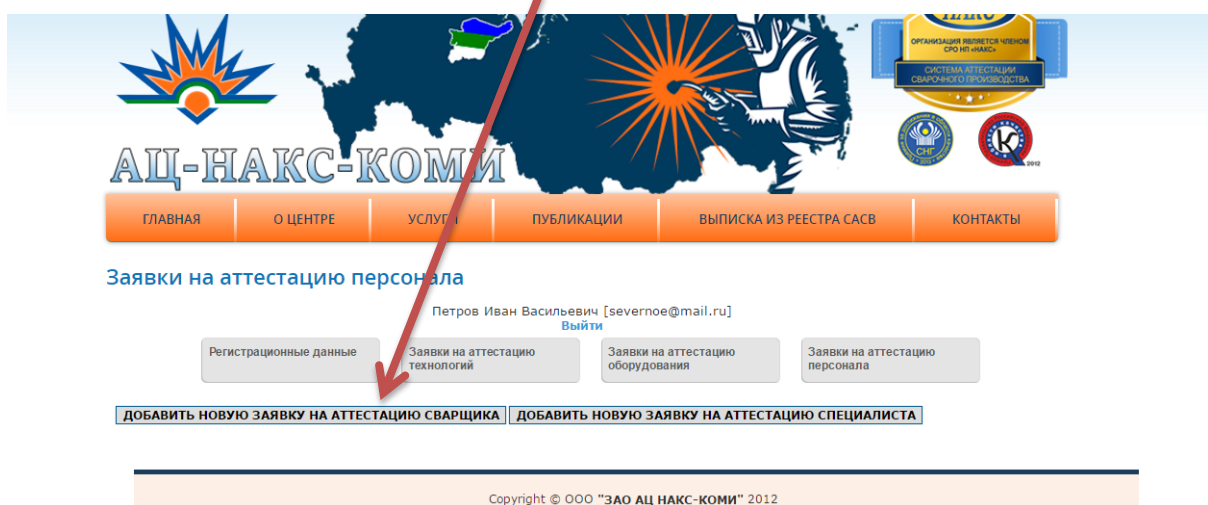 НАКС
ОРГАНИЗАЦИЯ ЯВЛЯЕТСЯ ЧЛЕНОМ
СРО НП «НАКС»
СИСТЕМА АТТЕСТАЦИИ
СВАРОЧНОГО ПРОИЗВОДСТВА
СНГ
К
2012
АЦ-НАКС-КОМИ
ГЛАВНАЯ О ЦЕНТРЕ УСЛУГИ ПУБЛИКАЦИИ ВЫПИСКА ИЗ РЕЕСТРА САСВ КОНТАКТЫ
Заявки на аттестацию персонала
Петров Иван Васильевич [severnoe@mail.ru]
Выйти
Регистрационные данные
Заявки на аттестацию
технологий
Заявки на аттестацию
оборудования
Заявки на аттестацию
персонала
ДОБАВИТЬ НОВУЮ ЗАЯВКУ НА АТТЕСТАЦИЮ СВАРЩИКА ДОБАВИТЬ НОВУЮ ЗАЯВКУ НА АТТЕСТАЦИЮ СПЕЦИАЛИСТА
Copyright © ООО "ЗАО АЦ НАКС-КОМИ" 2012